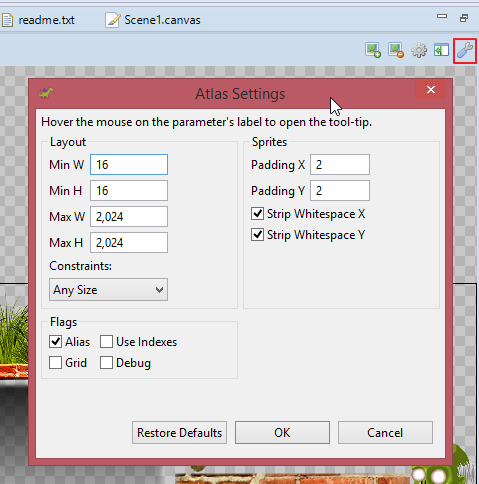 readme.txt
Scene1.canvas
Atlas Settings
Hover the mouse on the parameter's label to open the tool-tip.
Layout
Min W 16
Min H 16
Max W 2,024
Max H 2,024
Constraints:
Any Size
Sprites
Padding X 2
Padding Y 2
Strip Whitespace X
Strip Whitespace Y
Flags
Alias Use Indexes
Grid Debug
Restore Defaults OK Cancel